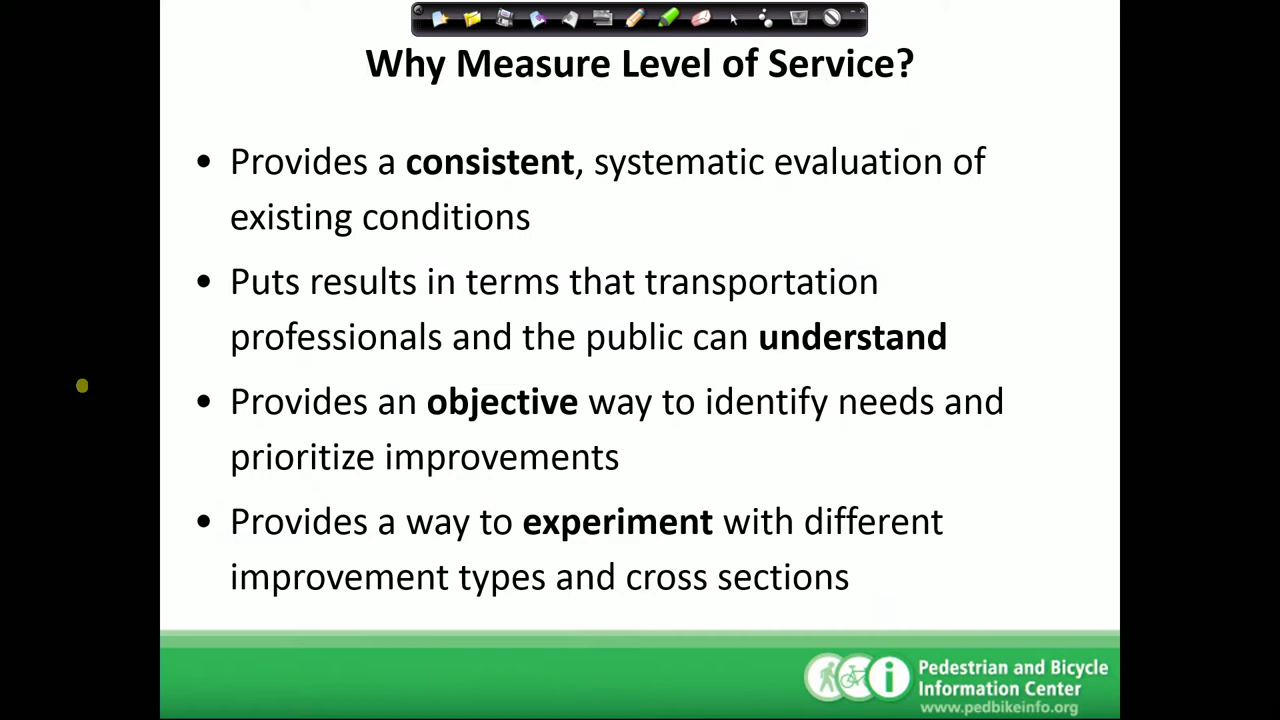 Why Measure Level of Service?
• Provides a consistent, systematic evaluation of
existing conditions
• Puts results in terms that transportation
professionals and the public can understand
• Provides an objective way to identify needs and
prioritize improvements
• Provides a way to experiment with different
improvement types and cross sections
i
Pedestrian and Bicycle
Information Center
www.pedbikeinfo.org